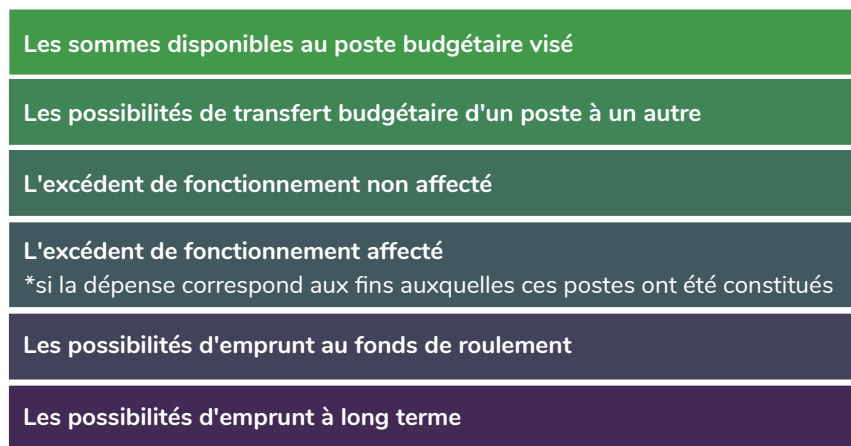 Les sommes disponibles au poste budgétaire visé
Les possibilités de transfert budgétaire d'un poste à un autre
L'excédent de fonctionnement non affecté
L'excédent de fonctionnement affecté
*si la dépense correspond aux fins auxquelles ces postes ont été constitués
Les possibilités d'emprunt au fonds de roulement
Les possibilités d'emprunt à long terme